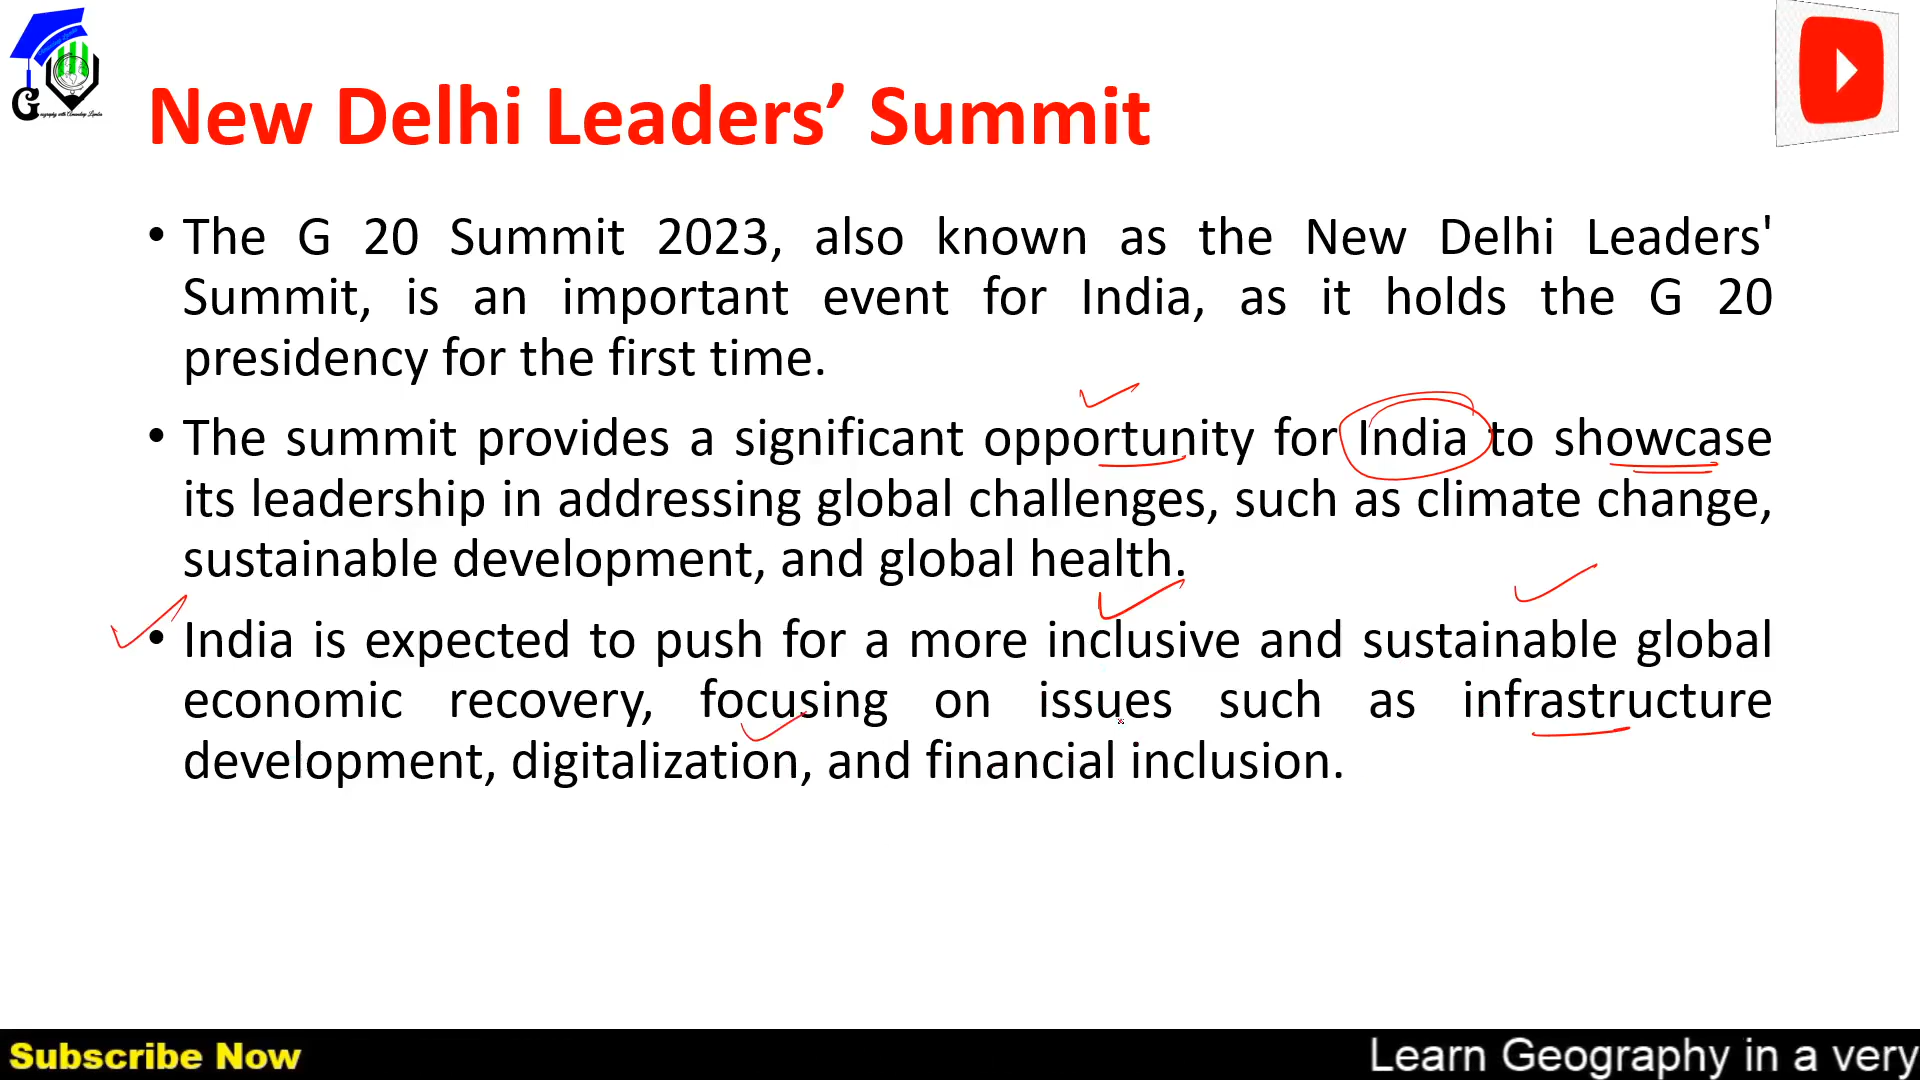 New Delhi Leaders’ Summit
• The G 20 Summit 2023, also known as the New Delhi Leaders'
Summit, is an important event for India, as it holds the G 20
presidency for the first time.
• The summit provides a significant opportunity for India to showcase
its leadership in addressing global challenges, such as climate change,
sustainable development, and global health.
• India is expected to push for a more inclusive and sustainable global
economic recovery, focusing on issues such as infrastructure
development, digitalization, and financial inclusion.
Subscribe Now
Learn Geography in a very